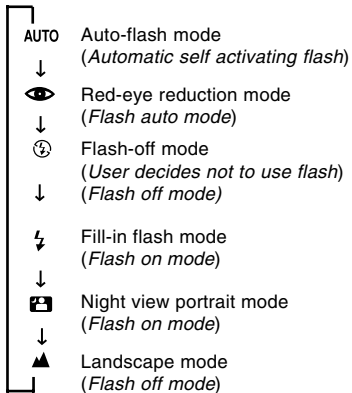 AUTO Auto-flash mode
(Automatic self activating flash)
Red-eye reduction mode
(Flash auto mode)
Flash-off mode
(User decides not to use flash)
(Flash off mode)
Fill-in flash mode
(Flash on mode)
Night view portrait mode
(Flash on mode)
Landscape mode
(Flash off mode)